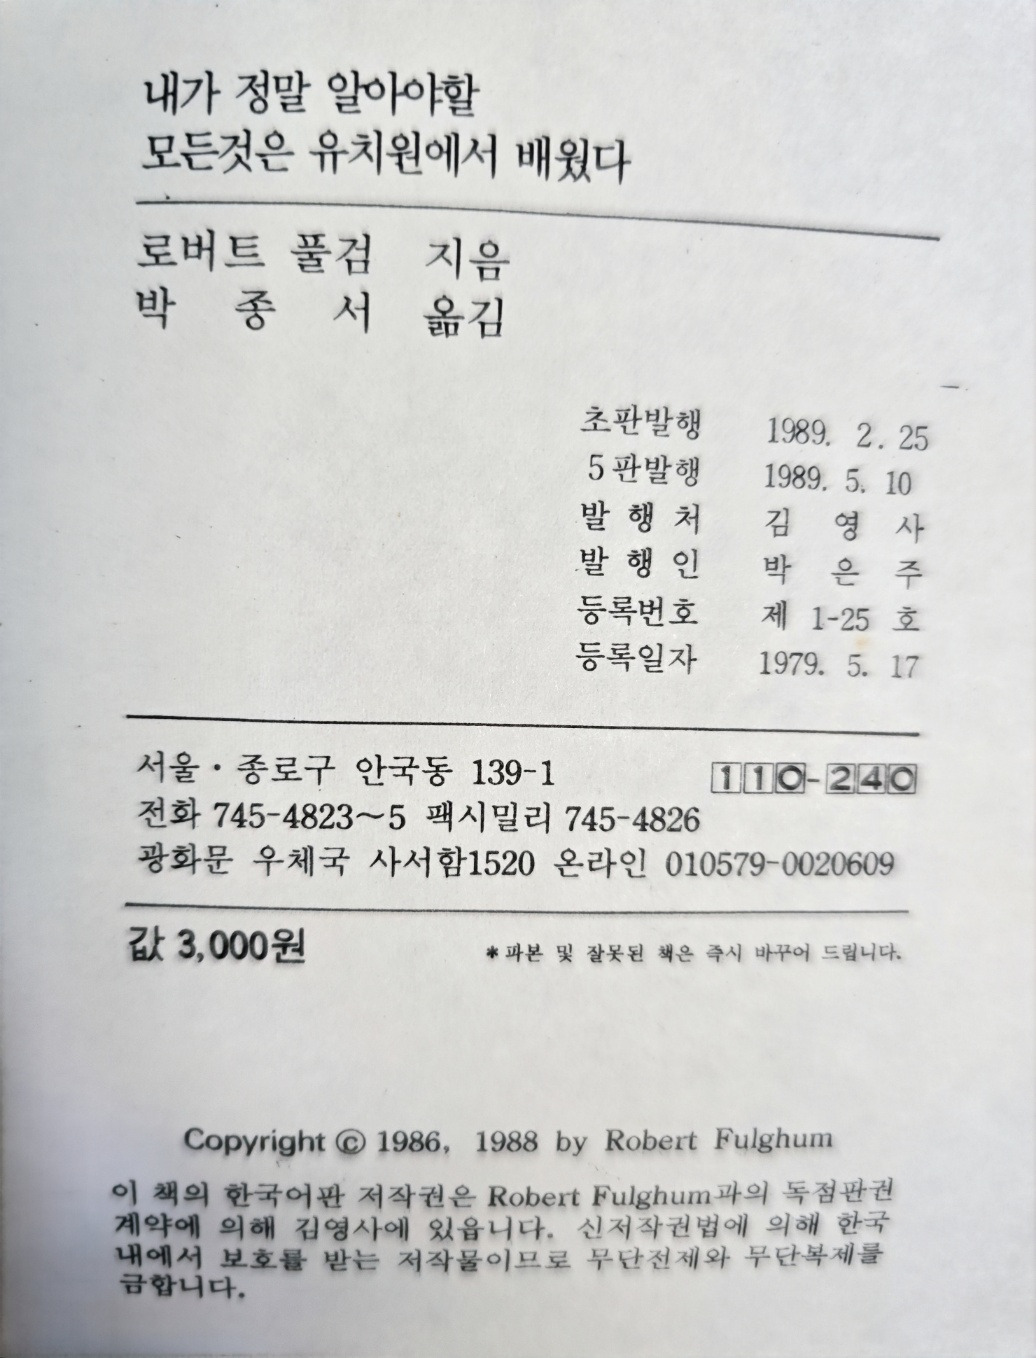 내가 정말 알아야할
모든것은 유치원에서 배웠다
로버트 풀검 지음
박 종 서 옮김
초판발행 1989. 2. 25
5판발행 1989. 5. 10
발 행 처 김 영 사
발 행 인 박 은 주
등록번호 제 1-25 호
등록일자 1979. 5. 17
서울·종로구 안국동 139-1 110-240
전화 745-4823~5 팩시밀리 745-4826
광화문 우체국 사서함1520 온라인 010579-0020609
값 3,000원 *파본 및 잘못된 책은 즉시 바꾸어 드립니다.
Copyright ⓒ 1986, 1988 by Robert Fulghum
이 책의 한국어판 저작권은 Robert Fulghum과의 독점판권
계약에 의해 김영사에 있읍니다. 신저작권법에 의해 한국
내에서 보호를 받는 저작물이므로 무단전제와 무단복제를
금합니다.